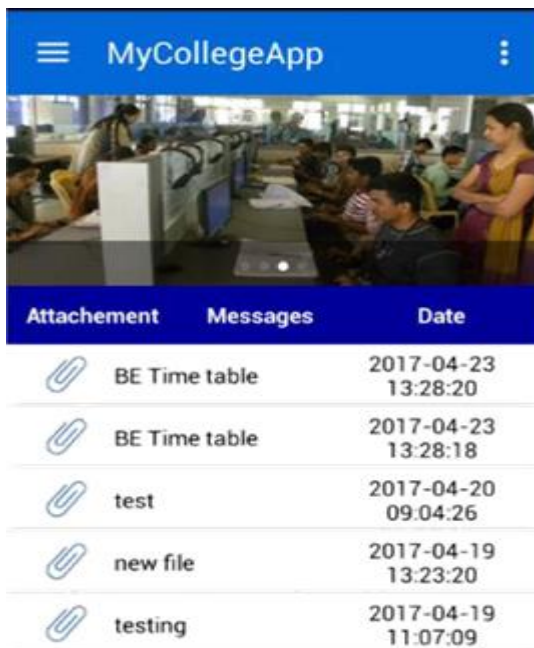 MyCollegeApp
Attachement Messages Date
BE Time table 2017-04-23
13:28:20
BE Time table 2017-04-23
13:28:18
test 2017-04-20
09:04:26
new file 2017-04-19
13:23:20
testing 2017-04-19
11:07:09